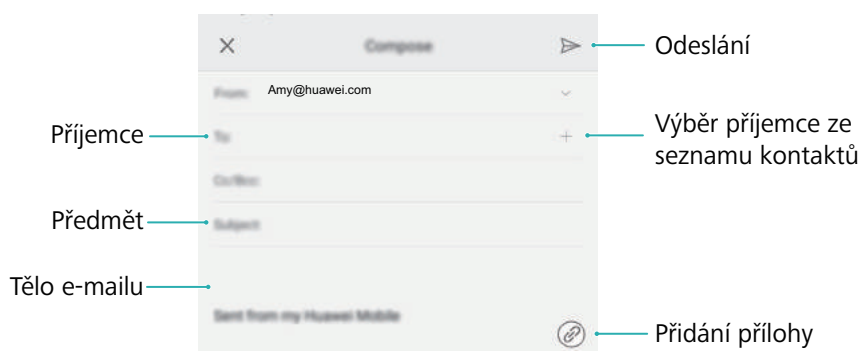 Compose
Odeslání
From: Amy@huawei.com
Příjemce
To:
Výběr příjemce ze
seznamu kontaktů
Cc/Bcc:
Předmět
Subject:
Tělo e-mailu
Sent from my Huawei Mobile
Přidání přílohy